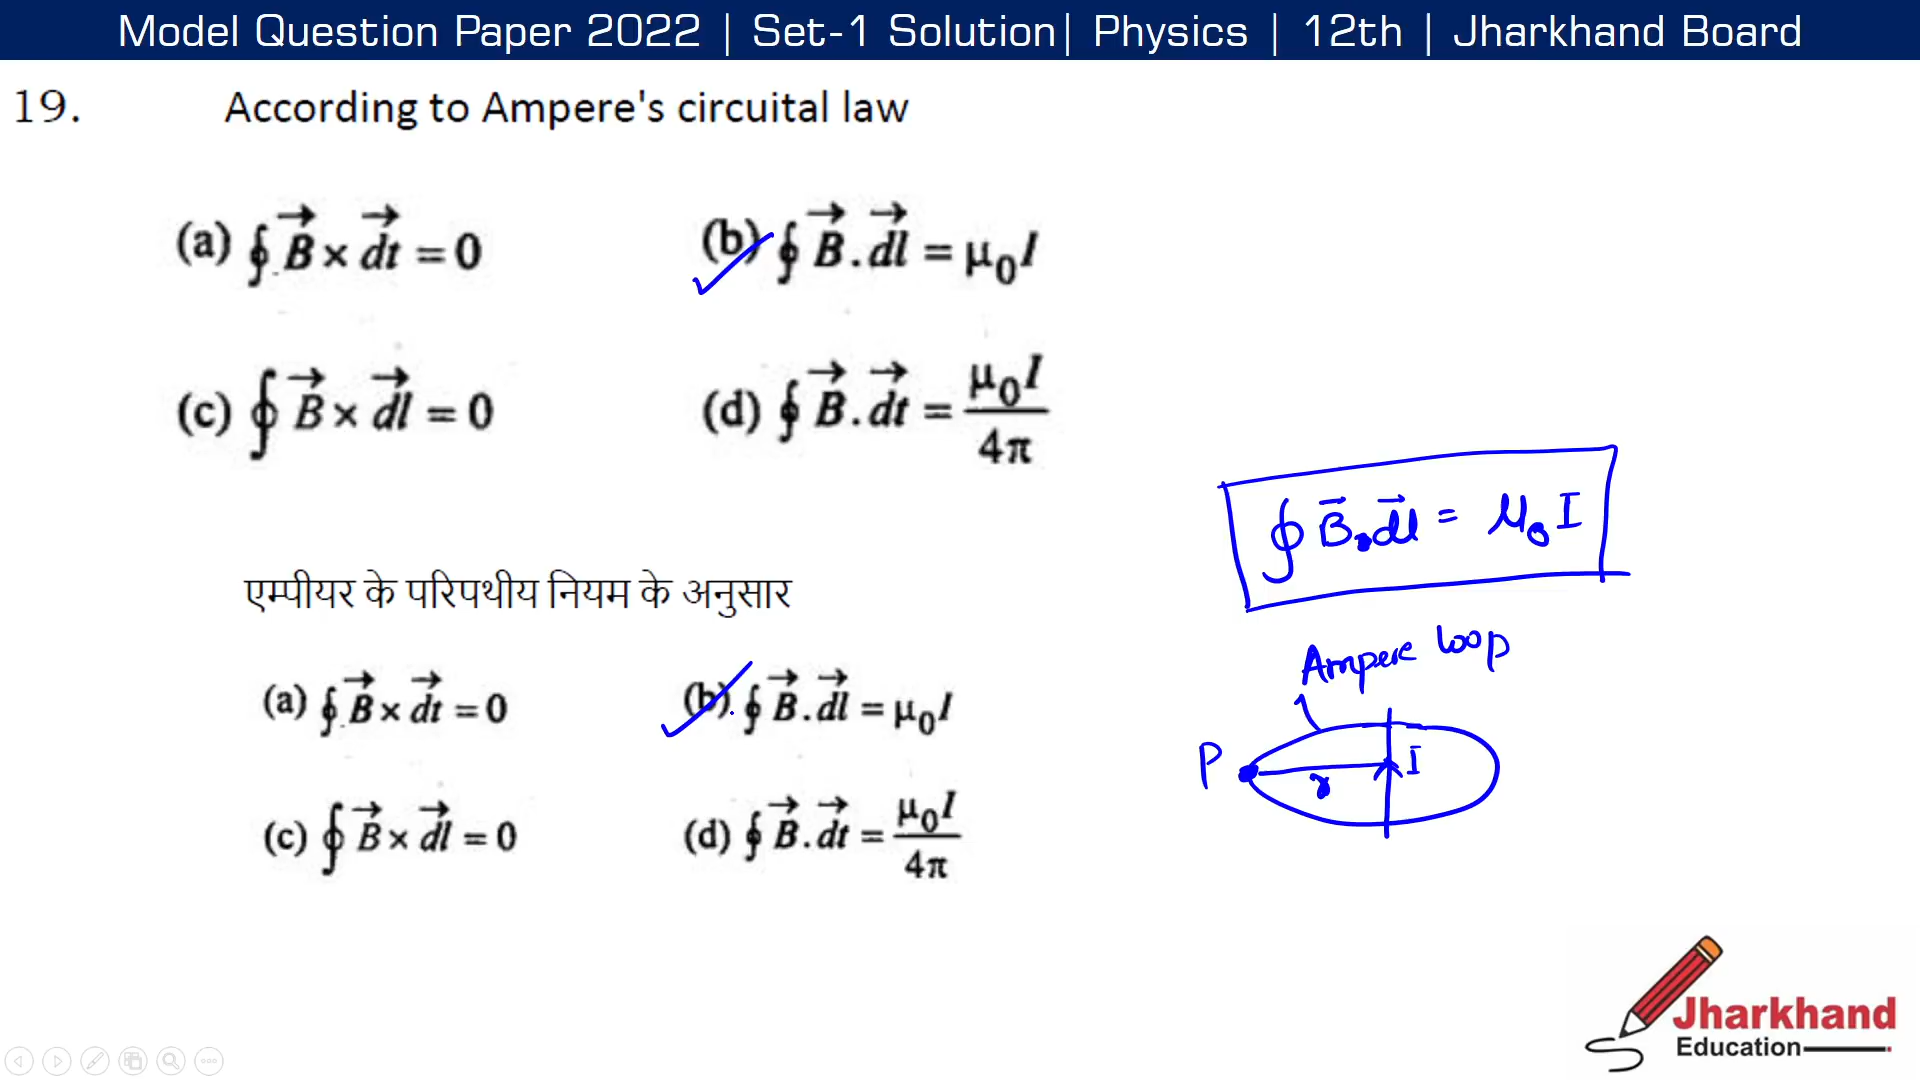 Model Question Paper 2022 | Set-1 Solution| Physics | 12th | Jharkhand Board
19. According to Ampere's circuital law
(a) ∮ B⃗ × dt⃗ = 0 (b) ∮ B⃗ . dl⃗ = μ₀I
(c) ∮ B⃗ × dl⃗ = 0 (d) ∮ B⃗ . dt⃗ = μ₀I/4π
∮ B⃗ . dl⃗ = μ₀ I
एम्पीयर के परिपथीय नियम के अनुसार
Ampere loop
(a) ∮ B⃗ × dt⃗ = 0 (b) ∮ B⃗ . dl⃗ = μ₀I
P r I
(c) ∮ B⃗ × dl⃗ = 0 (d) ∮ B⃗ . dt⃗ = μ₀I/4π
Jharkhand
Education